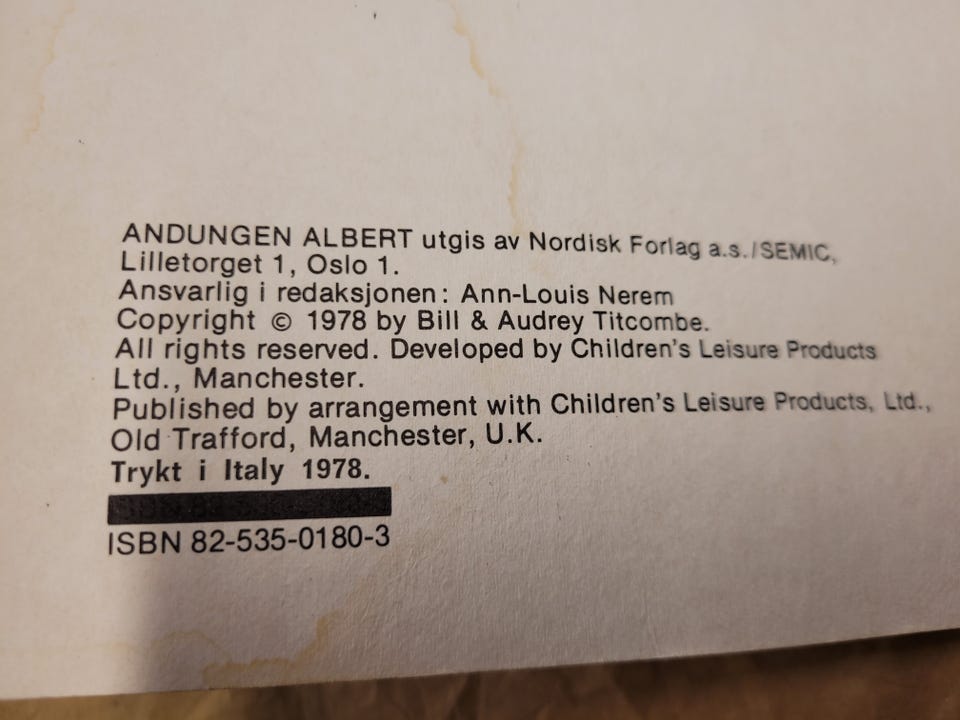 ANDUNGEN ALBERT utgis av Nordisk Forlag a.s./SEMIC,
Lilletorget 1, Oslo 1.
Ansvarlig i redaksjonen: Ann-Louis Nerem
Copyright © 1978 by Bill & Audrey Titcombe.
All rights reserved. Developed by Children's Leisure Products
Ltd., Manchester.
Published by arrangement with Children's Leisure Products, Ltd.,
Old Trafford, Manchester, U.K.
Trykt i Italy 1978.
ISBN 82-535-0180-3